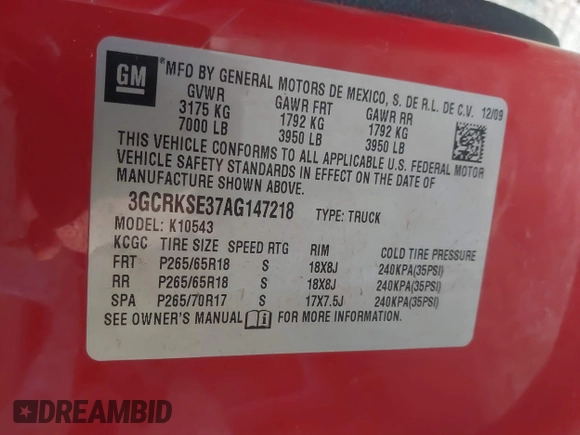 GM
*MFD BY GENERAL MOTORS DE MEXICO, S. DE R.L. DE C.V. 12/09
GVWR GAWR FRT GAWR RR
3175 KG 1792 KG 1792 KG
7000 LB 3950 LB 3950 LB
THIS VEHICLE CONFORMS TO ALL APPLICABLE U.S. FEDERAL MOTOR
VEHICLE SAFETY STANDARDS IN EFFECT ON THE DATE OF
MANUFACTURE SHOWN ABOVE.
3GCRKSE37AG147218 TYPE: TRUCK
MODEL: K10543
KCGC TIRE SIZE SPEED RTG RIM COLD TIRE PRESSURE
FRT P265/65R18 S 18X8J 240KPA(35PSI)
RR P265/65R18 S 18X8J 240KPA(35PSI)
SPA P265/70R17 S 17X7.5J 240KPA(35PSI)
SEE OWNER'S MANUAL FOR MORE INFORMATION.
DREAMBID